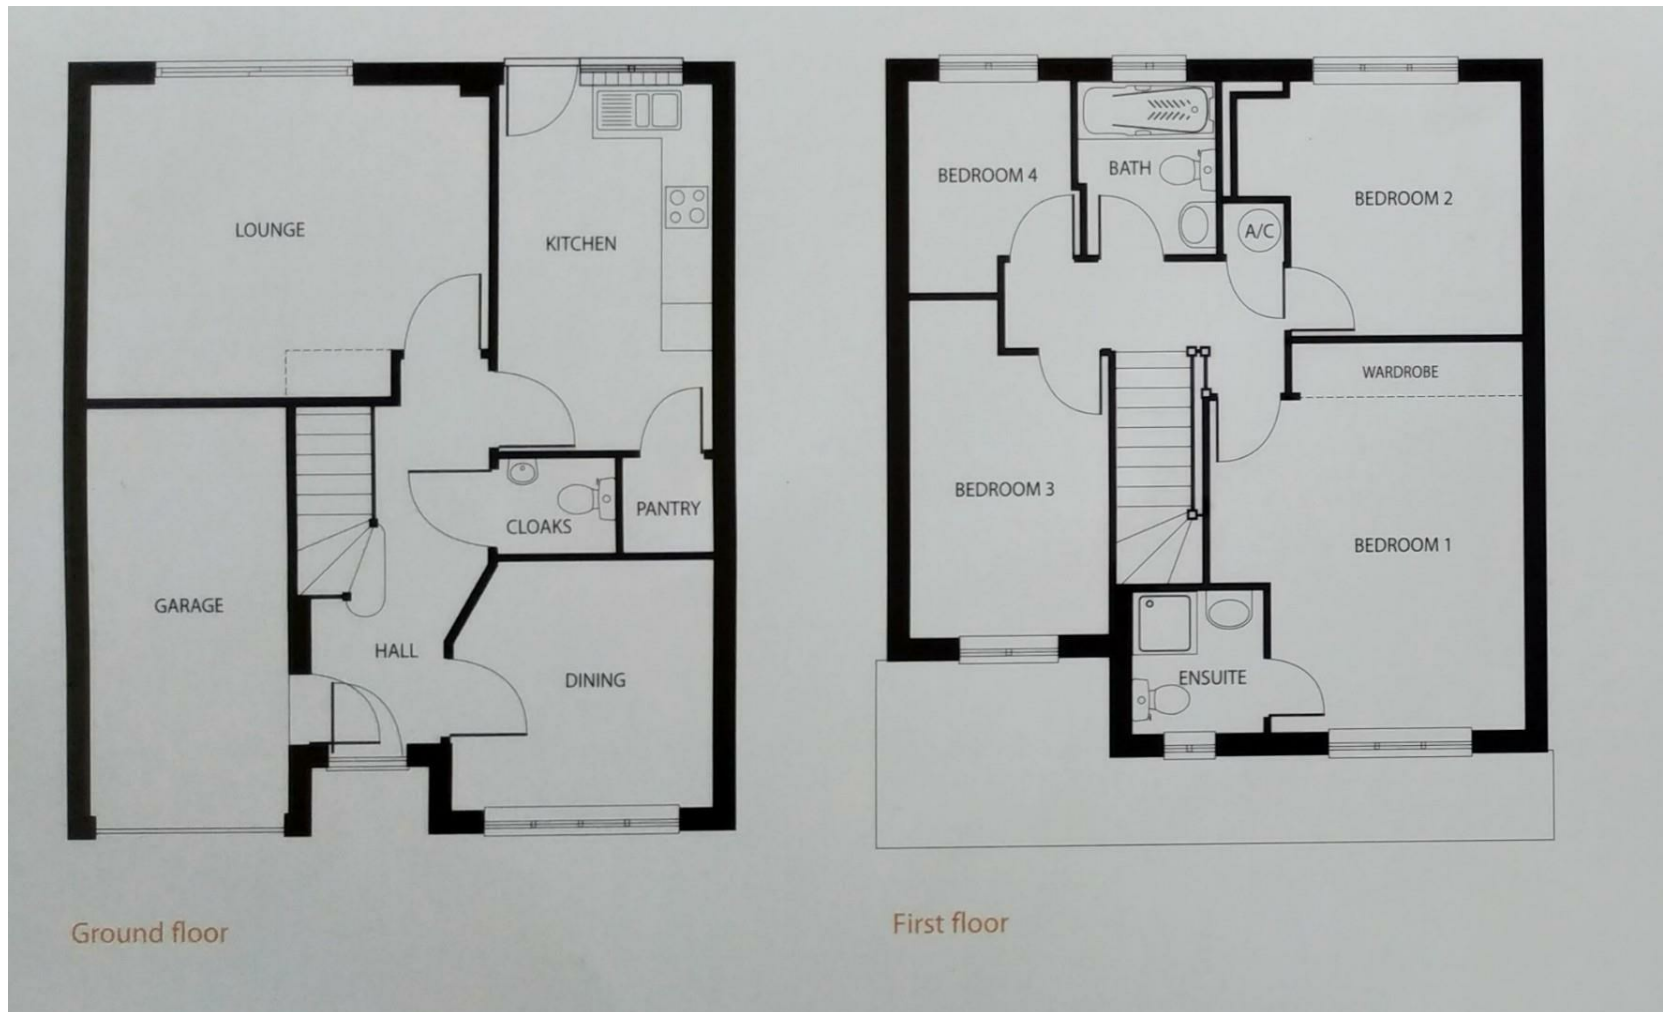 LOUNGE
KITCHEN
CLOAKS
PANTRY
GARAGE
HALL
DINING
Ground floor
BEDROOM 4
BATH
BEDROOM 2
A/C
WARDROBE
BEDROOM 3
BEDROOM 1
ENSUITE
First floor